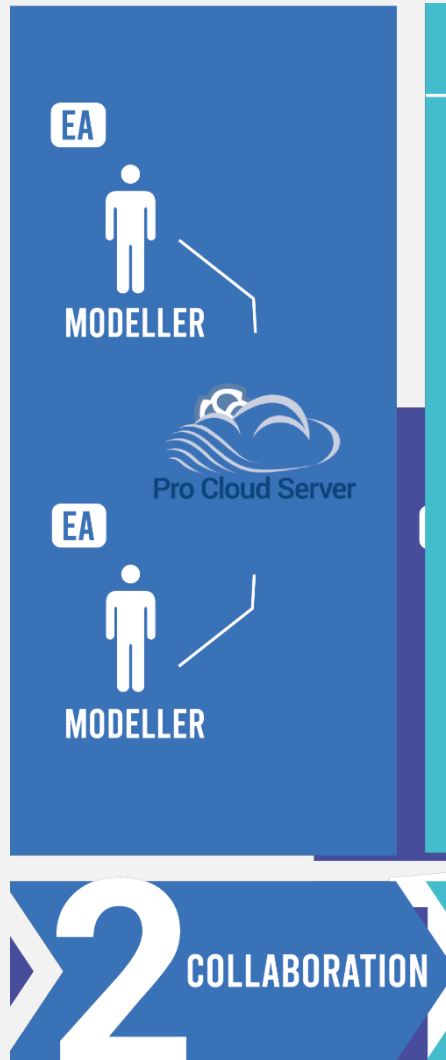 EA
MODELLER
Pro Cloud Server
EA
MODELLER
2
COLLABORATION